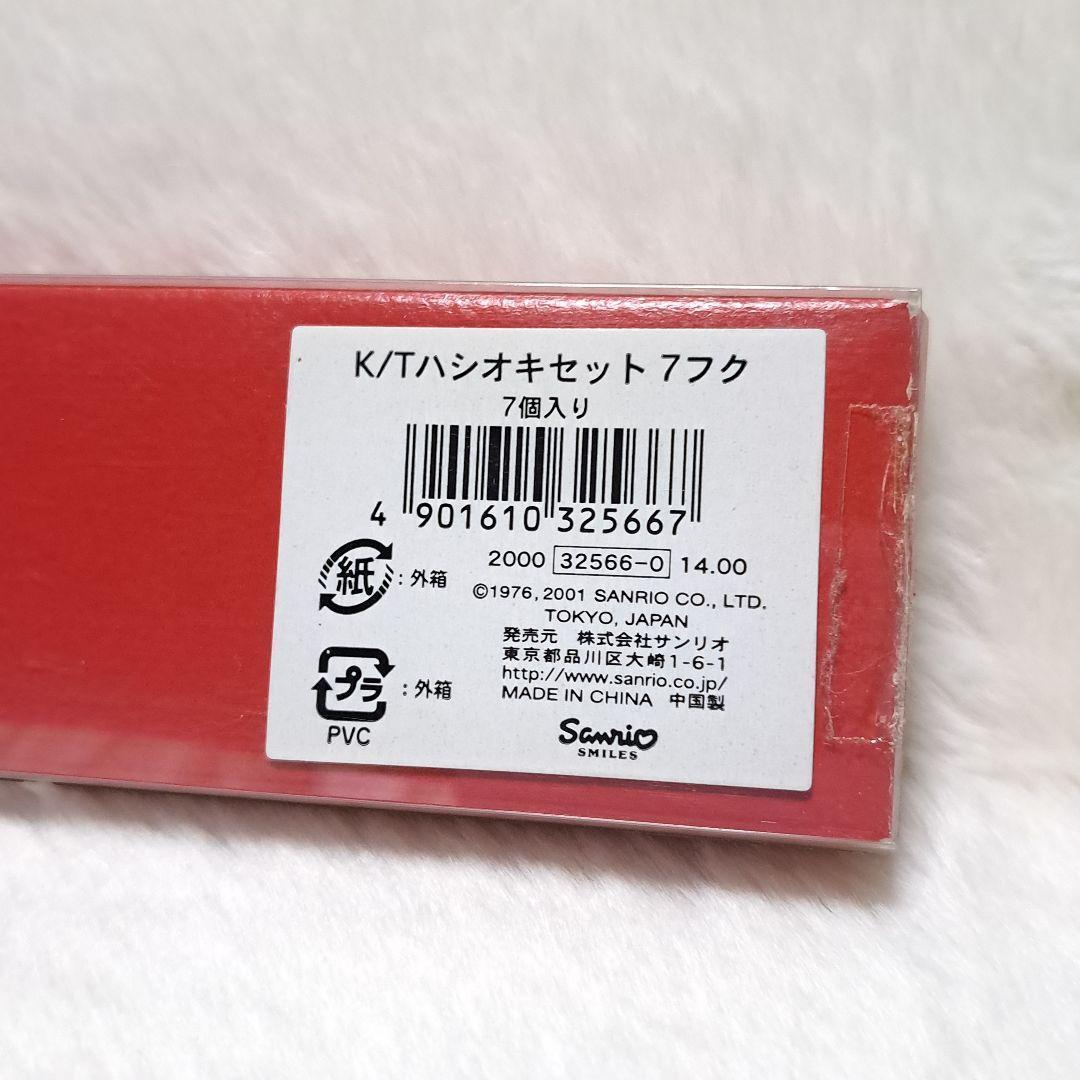 K/Tハシオキセット 7フク
7個入り
4 901610 325667
2000 32566-0 14.00
紙 : 外箱
©1976, 2001 SANRIO CO., LTD.
TOKYO, JAPAN
発売元 株式会社サンリオ
東京都品川区大崎1-6-1
http://www.sanrio.co.jp/
MADE IN CHINA 中国製
プラ : 外箱
PVC
Sanrio
SMILES